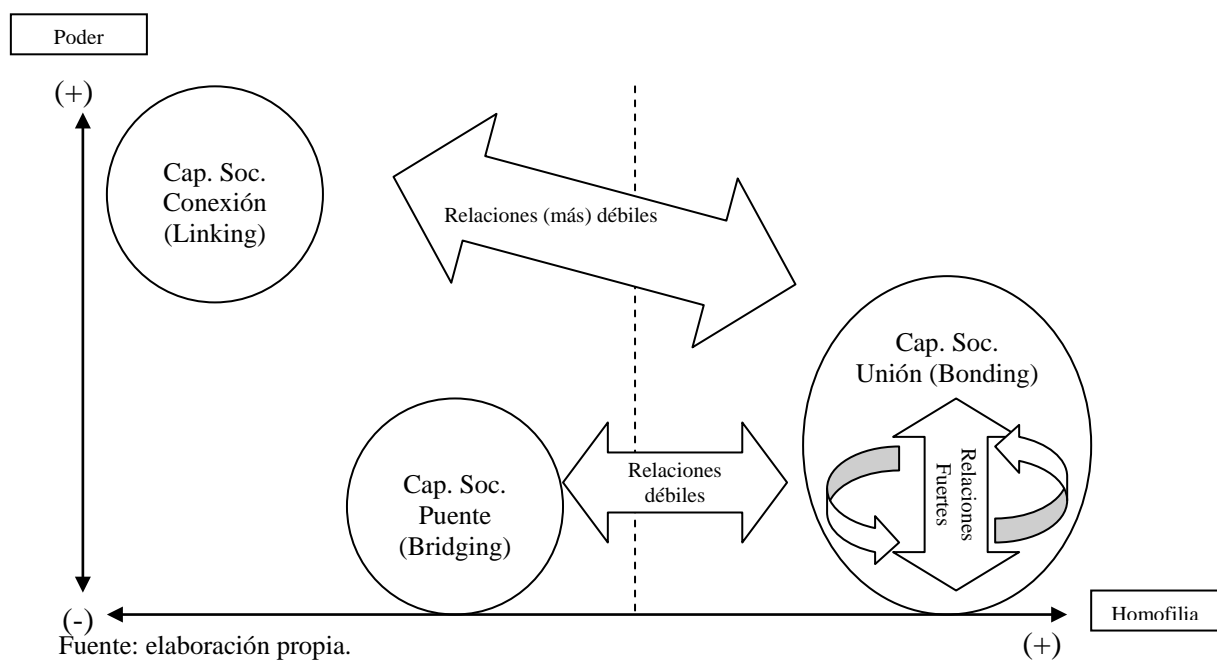 Poder
(+)
Cap. Soc.
Conexión
(Linking)
Relaciones (más) débiles
Cap. Soc.
Unión (Bonding)
Relaciones
Fuertes
Relaciones
débiles
Cap. Soc.
Puente
(Bridging)
(-)
Homofilia
(+)
Fuente: elaboración propia.